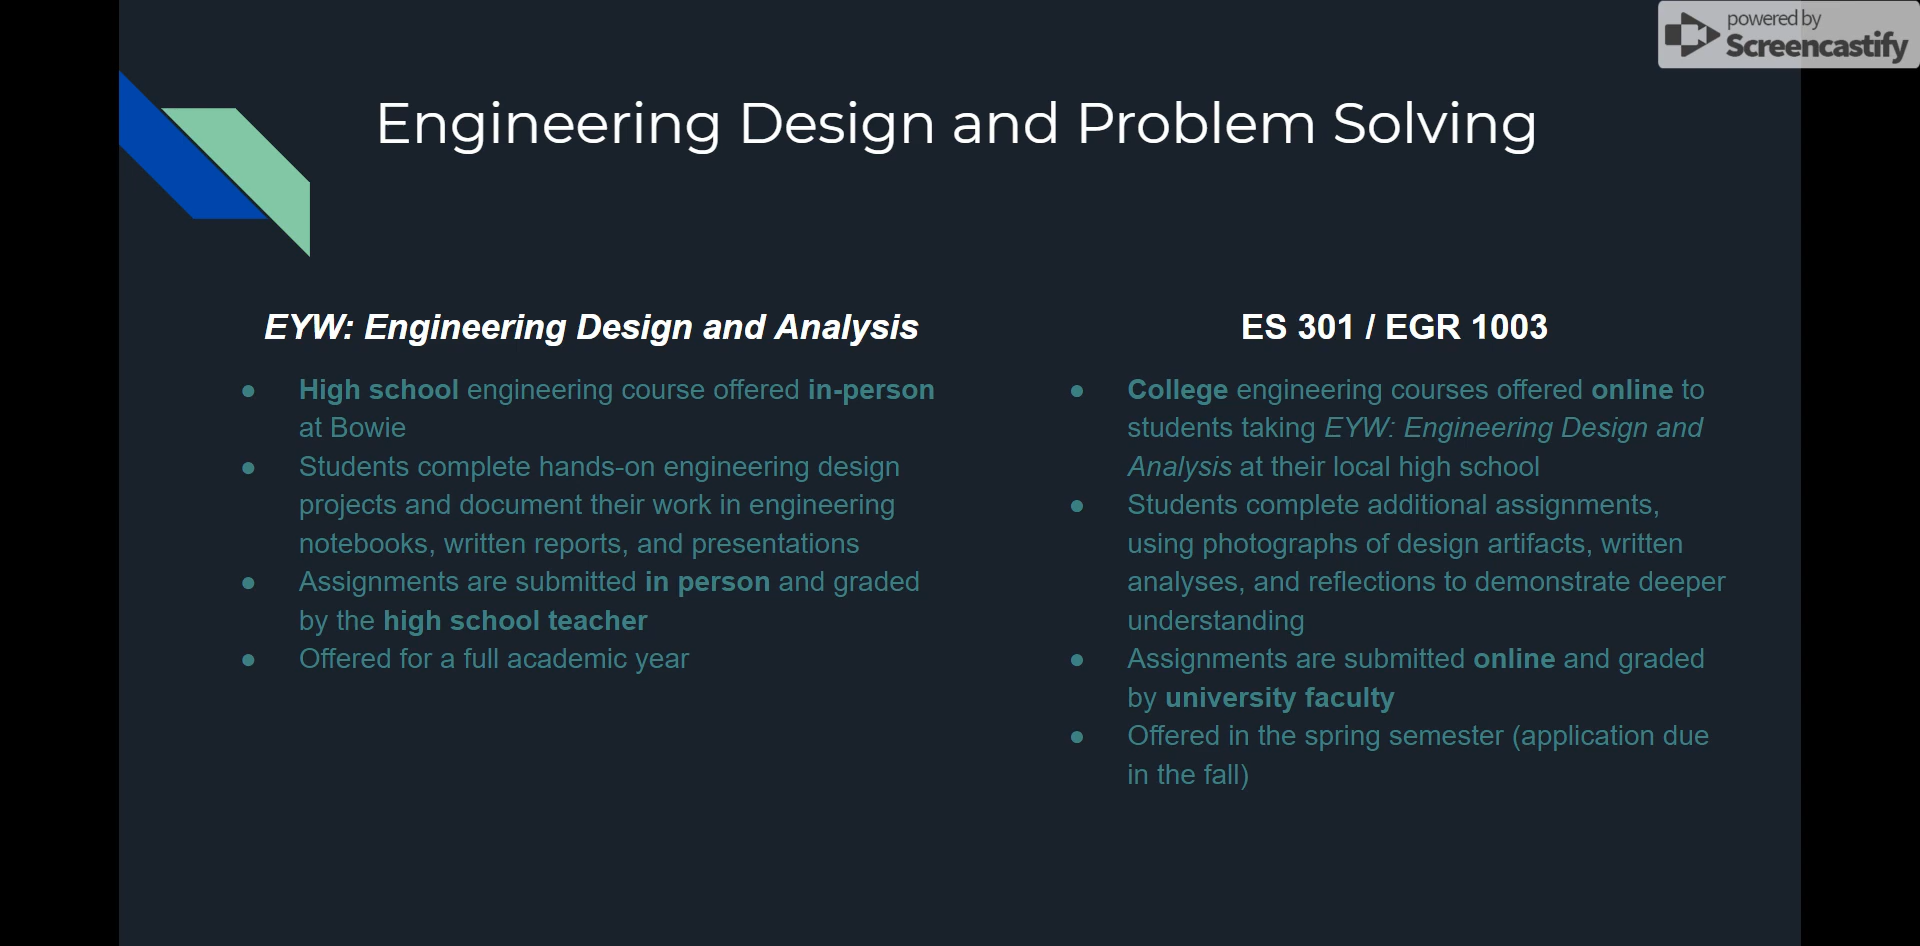 powered by
Screencastify
Engineering Design and Problem Solving
EYW: Engineering Design and Analysis
● High school engineering course offered in-person
at Bowie
● Students complete hands-on engineering design
projects and document their work in engineering
notebooks, written reports, and presentations
● Assignments are submitted in person and graded
by the high school teacher
● Offered for a full academic year
ES 301 / EGR 1003
● College engineering courses offered online to
students taking EYW: Engineering Design and
Analysis at their local high school
● Students complete additional assignments,
using photographs of design artifacts, written
analyses, and reflections to demonstrate deeper
understanding
● Assignments are submitted online and graded
by university faculty
● Offered in the spring semester (application due
in the fall)